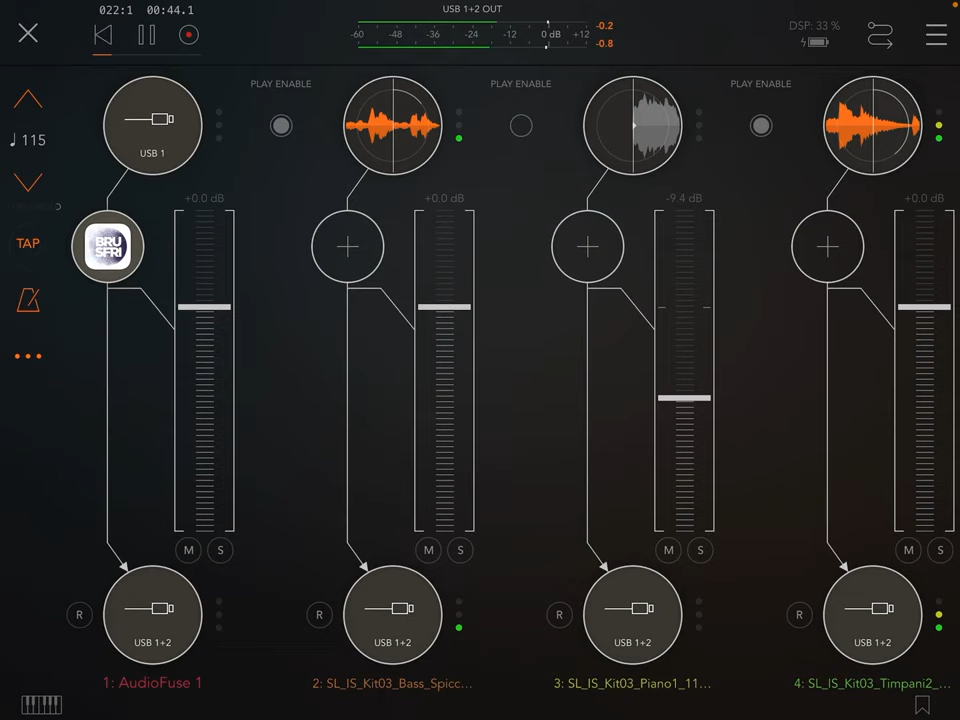 022:1 00:44.1
USB 1+2 OUT
-60 -48 -36 -24 -12 0 dB +12
-0.2
-0.8
DSP: 33 %
PLAY ENABLE PLAY ENABLE PLAY ENABLE
115
USB 1
+0.0 dB +0.0 dB -9.4 dB +0.0 dB
TAP
BRU
SFRI
M S M S M S M S
R R R R
USB 1+2 USB 1+2 USB 1+2 USB 1+2
1: AudioFuse 1 2: SL_IS_Kit03_Bass_Spicc... 3: SL_IS_Kit03_Piano1_11... 4: SL_IS_Kit03_Timpani2_...